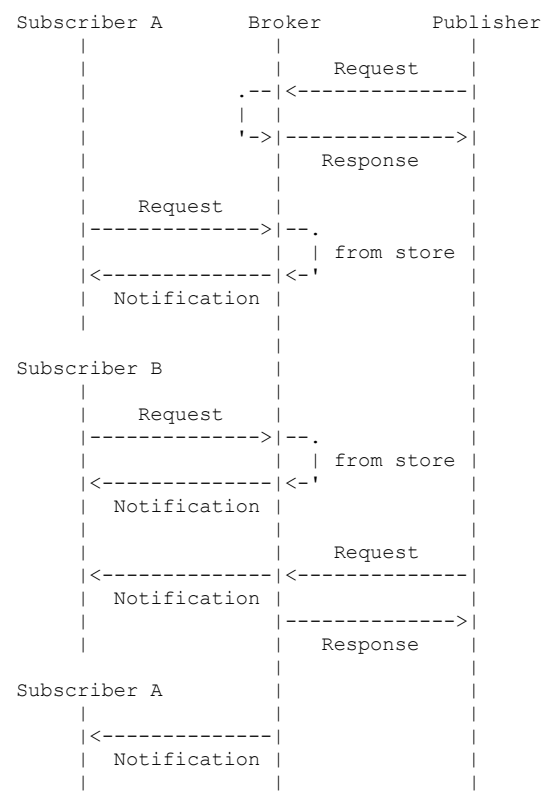 Subscriber A Broker Publisher
Request
Response
Request
from store
Notification
Subscriber B
Request
from store
Notification
Request
Notification
Response
Subscriber A
Notification